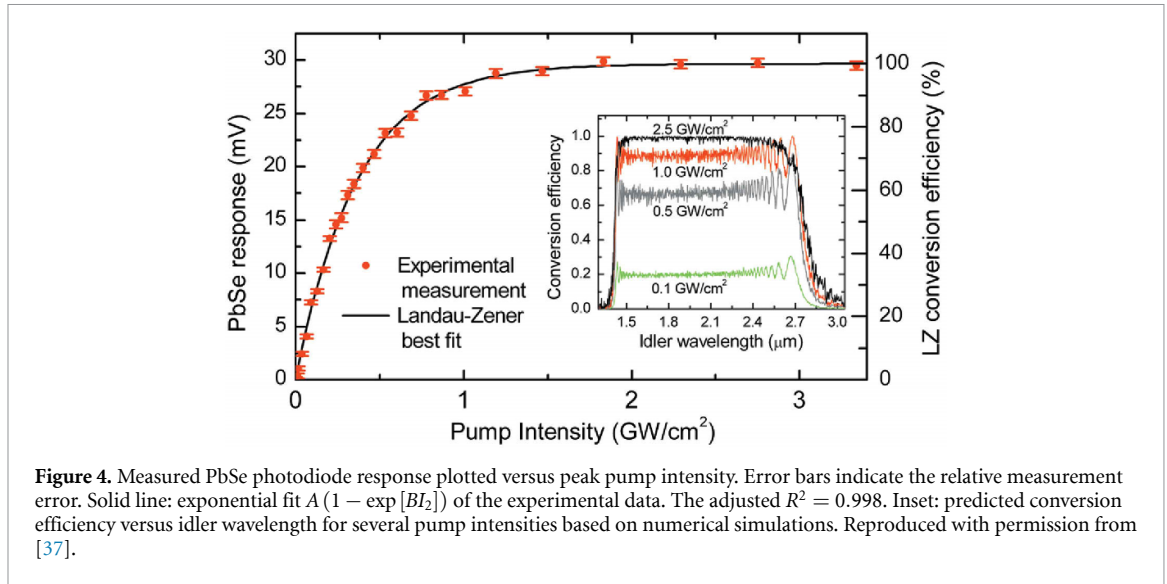 30
25
20
15
10
5
0
PbSe response (mV)
0
1
2
3
Pump Intensity (GW/cm²)
100
80
60
40
20
0
LZ conversion efficiency (%)
Experimental
measurement
Landau-Zener
best fit
1.0
0.8
0.6
0.4
0.2
0.0
Conversion efficiency
2.5 GW/cm²
1.0 GW/cm²
0.5 GW/cm²
0.1 GW/cm²
1.5
1.8
2.1
2.4
2.7
3.0
Idler wavelength (μm)
Figure 4. Measured PbSe photodiode response plotted versus peak pump intensity. Error bars indicate the relative measurement
error. Solid line: exponential fit A (1 − exp [BI₂]) of the experimental data. The adjusted R² = 0.998. Inset: predicted conversion
efficiency versus idler wavelength for several pump intensities based on numerical simulations. Reproduced with permission from
[37].